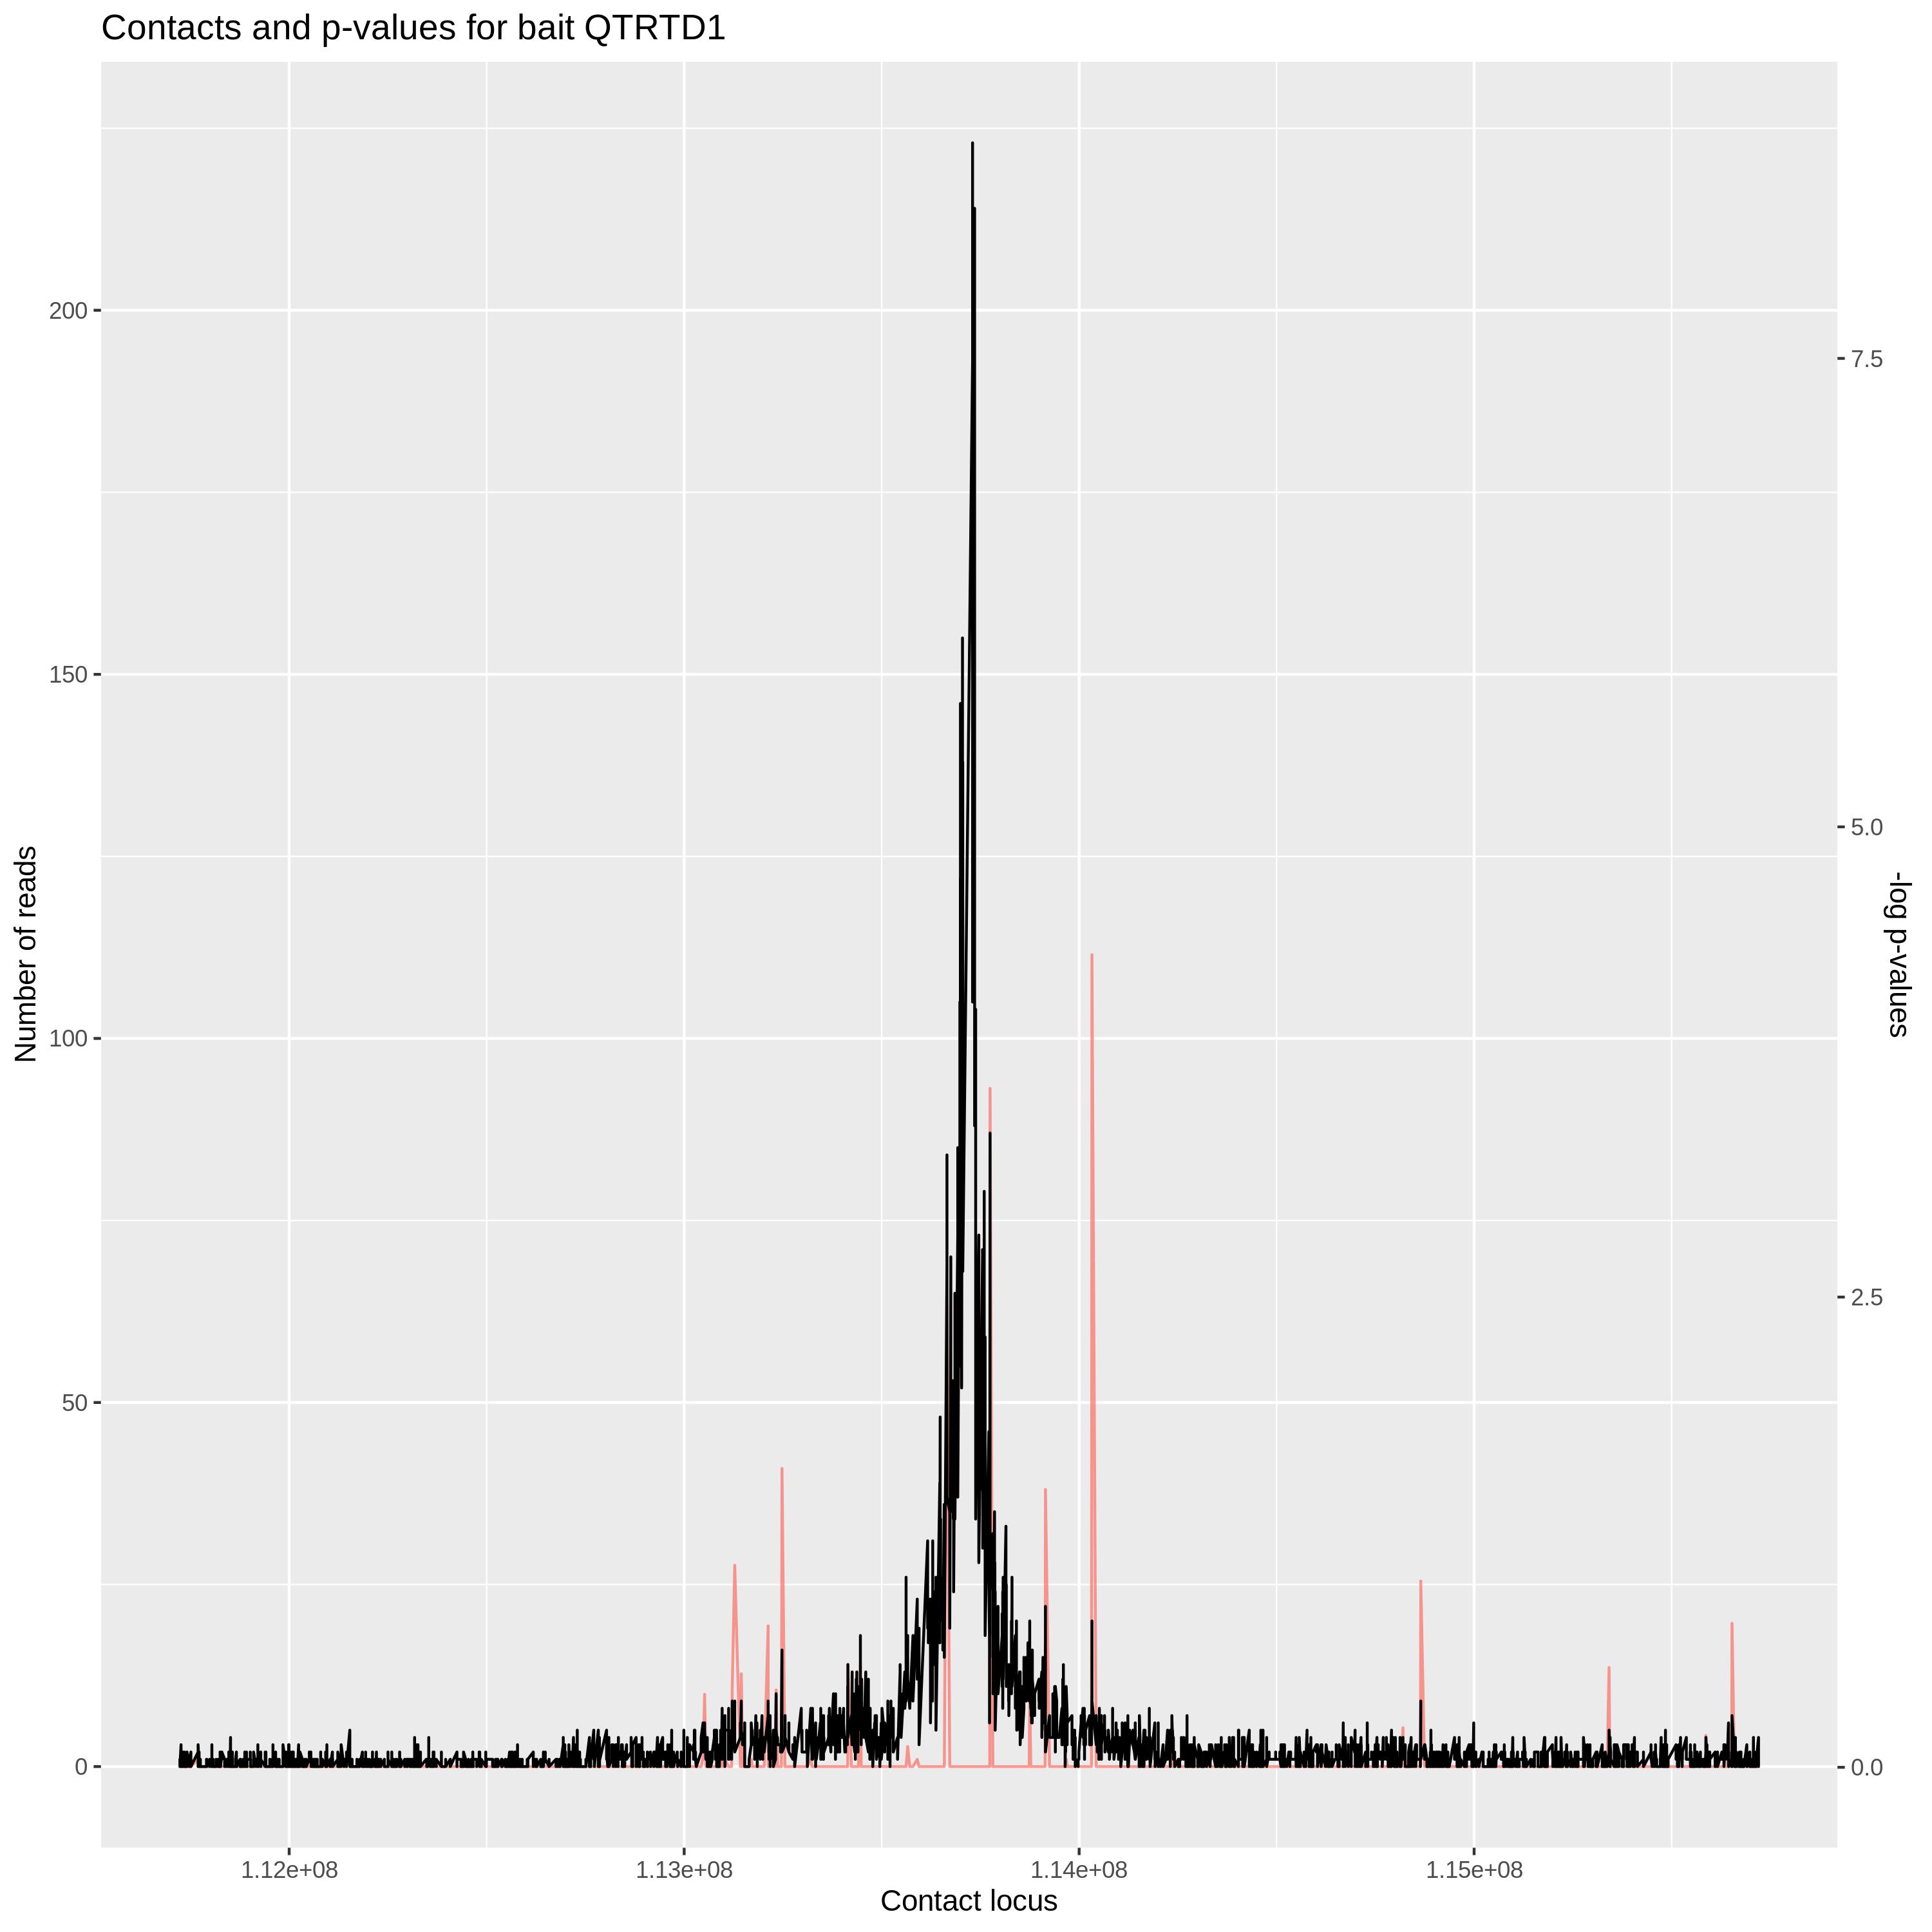 Contacts and p-values for bait QTRTD1
Number of reads
200
150
100
50
0
7.5
5.0
2.5
0.0
-log p-values
1.12e+08
1.13e+08
1.14e+08
1.15e+08
Contact locus